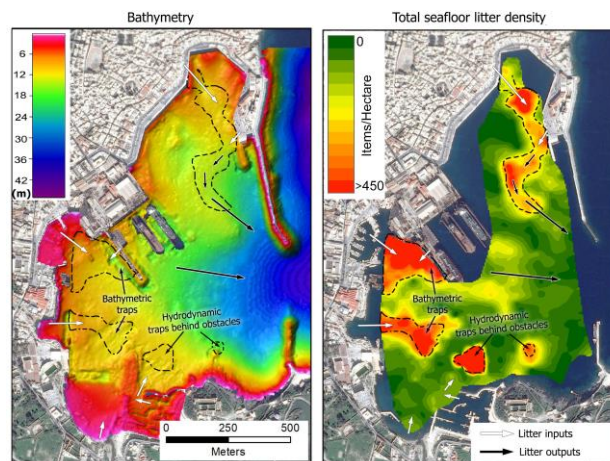 Bathymetry
1
6
12
18
24
30
36
42
(m)
Bathymetric
traps
Hydrodynamic
traps behind obstacles
0
250
500
Meters
Total seafloor litter density
0
Items/Hectare
>450
Bathymetric
traps
Hydrodynamic
traps behind obstacles
Litter inputs
Litter outputs